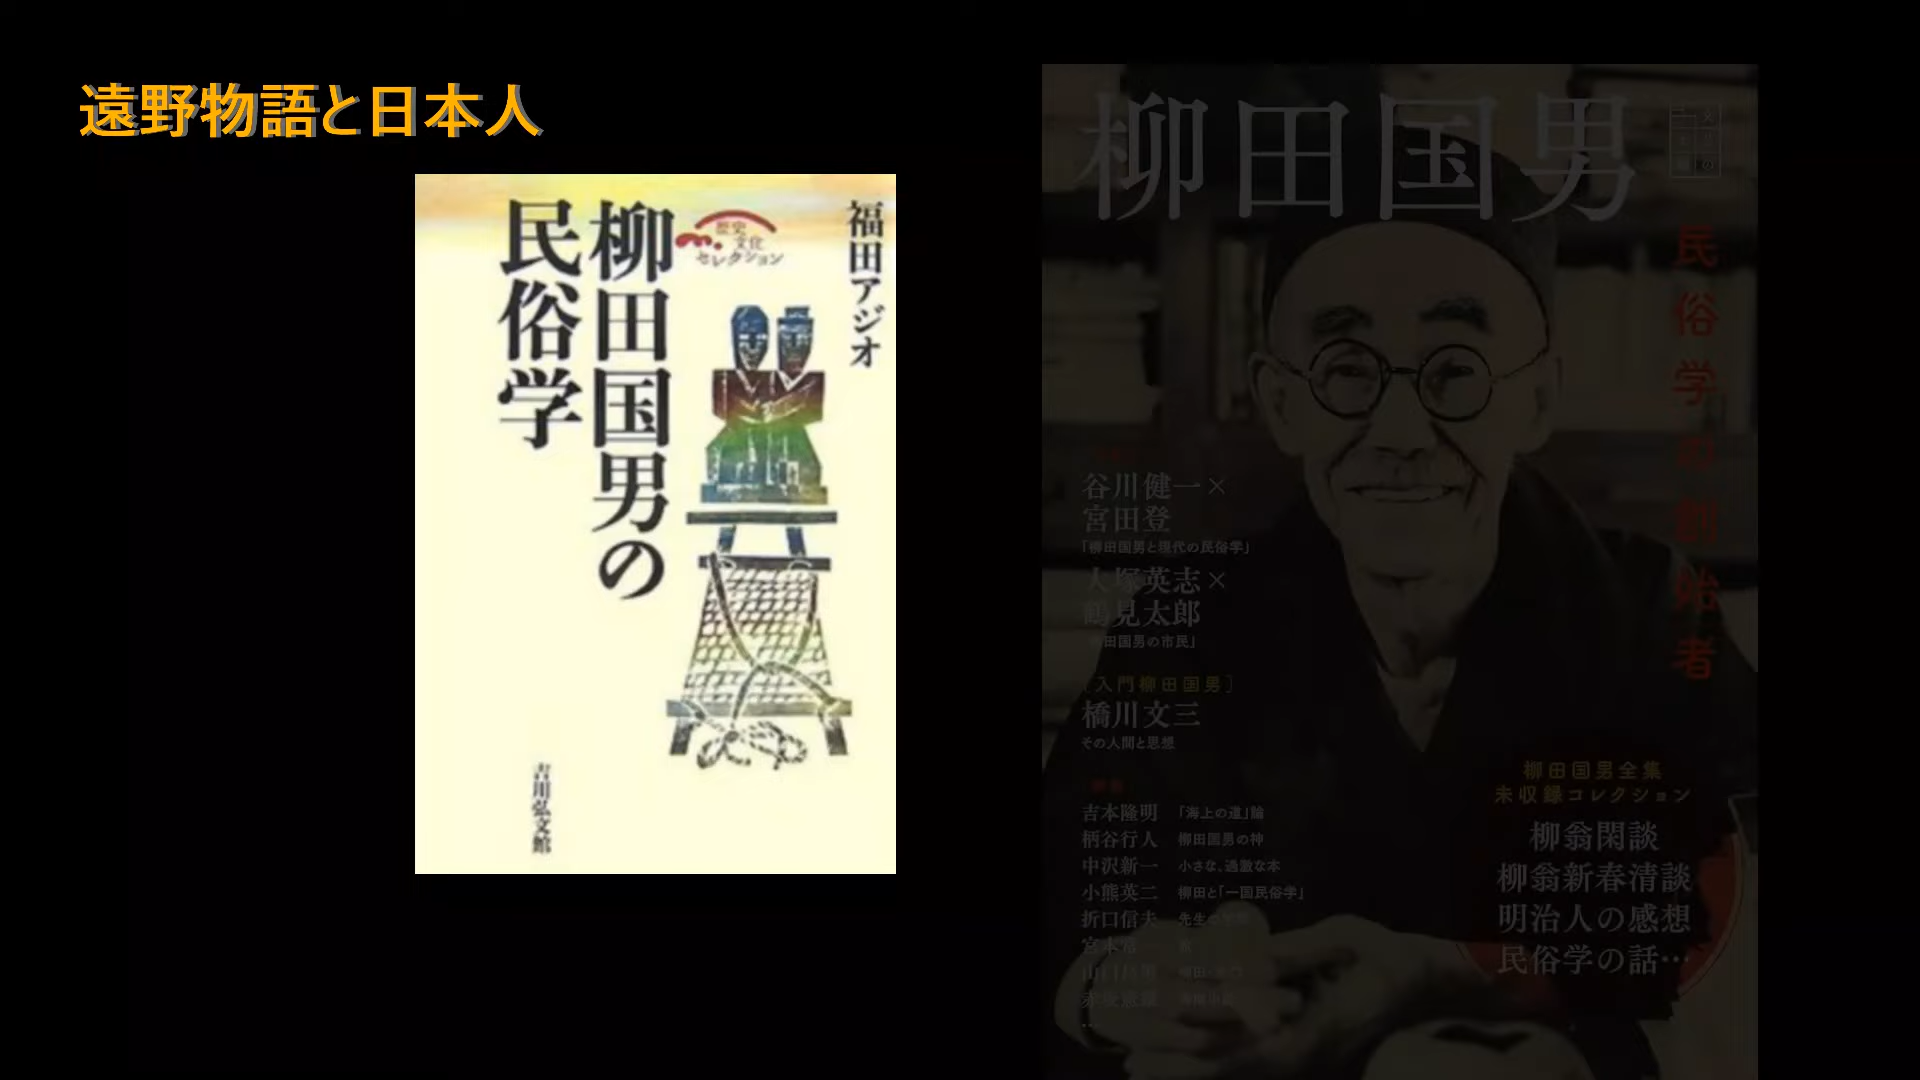 遠野物語と日本人
福田アジオ
歴史
文化
セレクション
柳田国男の
民俗学
吉川弘文館
柳田国男
民俗学の創始者
谷川健一×
宮田登
「柳田国男と現代の民俗学」
大塚英志×
鶴見太郎
田国男の市民」
[入門柳田国男]
橋川文三
その人間と思想
吉本隆明 「海上の道」論
柄谷行人 柳田国男の神
中沢新一 小さな、過激な本
小熊英二 柳田と「一国民俗学」
折口信夫 先生の
柳田国男全集
未収録コレクション
柳翁閑談
柳翁新春清談
明治人の感想
民俗学の話…